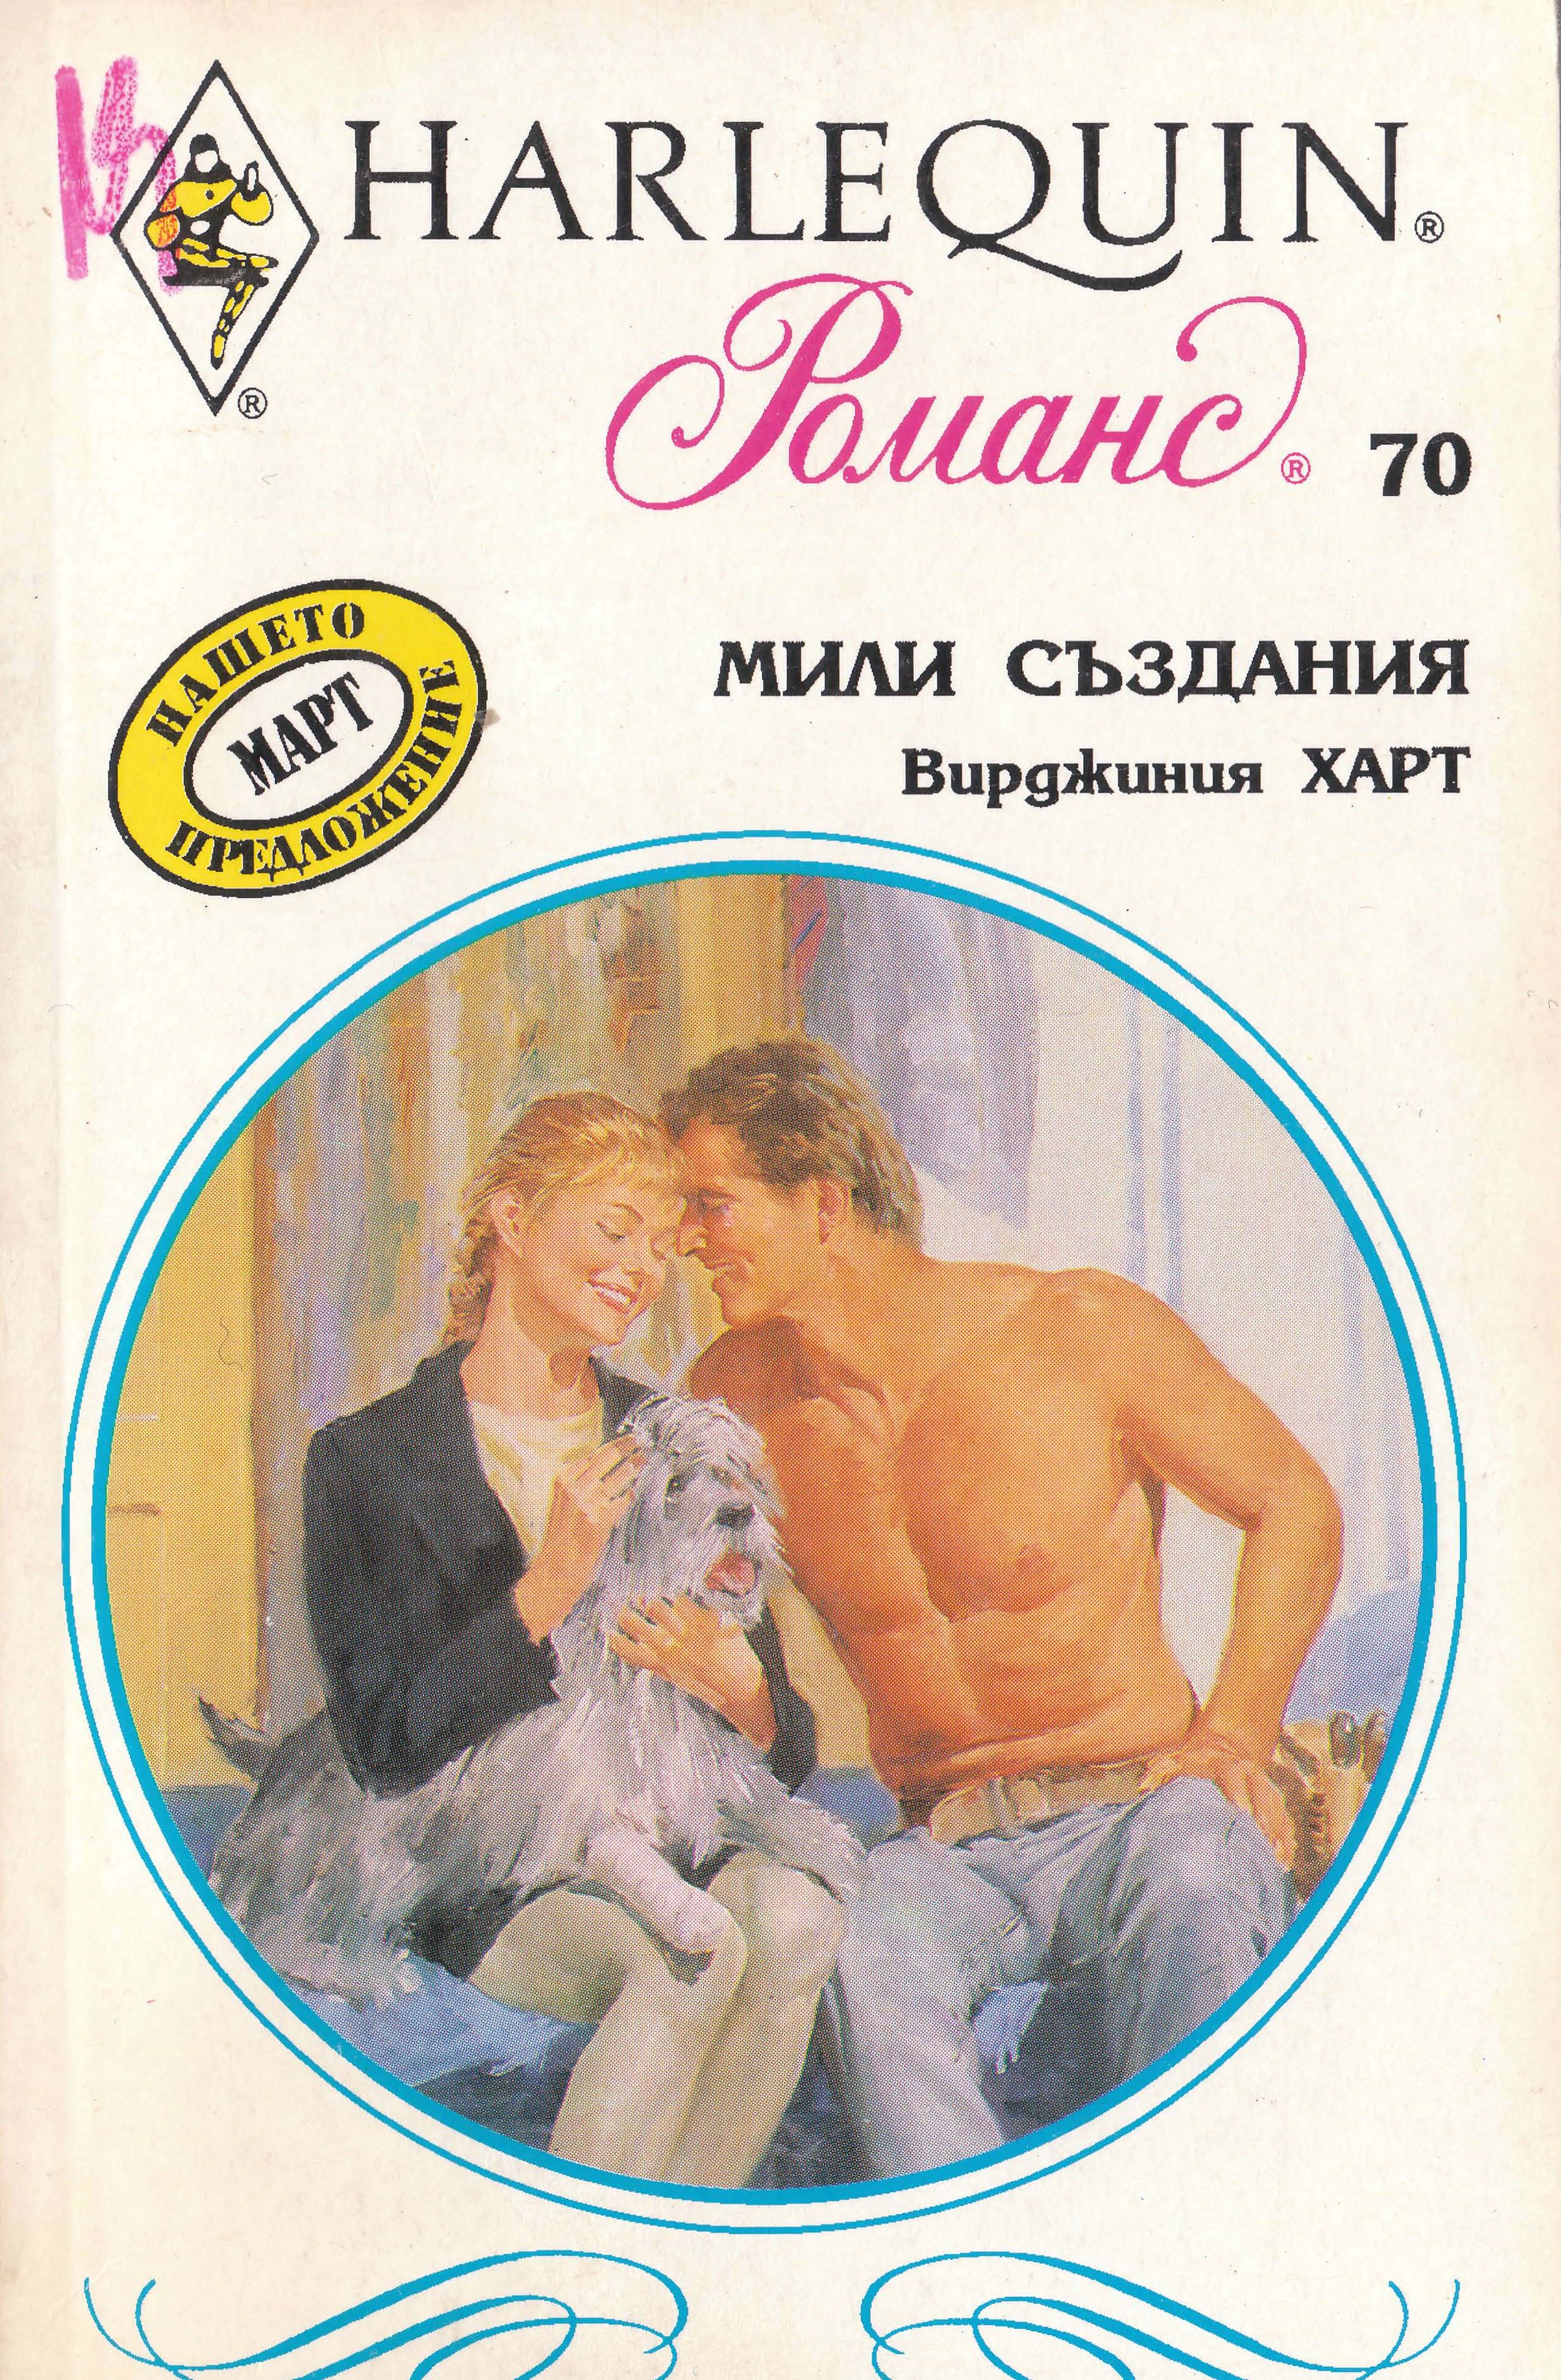 HARLEQUIN®
Романс® 70
®
НАШЕТО
МАРТ
ПРЕДЛОЖЕНИЕ
МИЛИ СЪЗДАНИЯ
Вирджиния ХАРТ